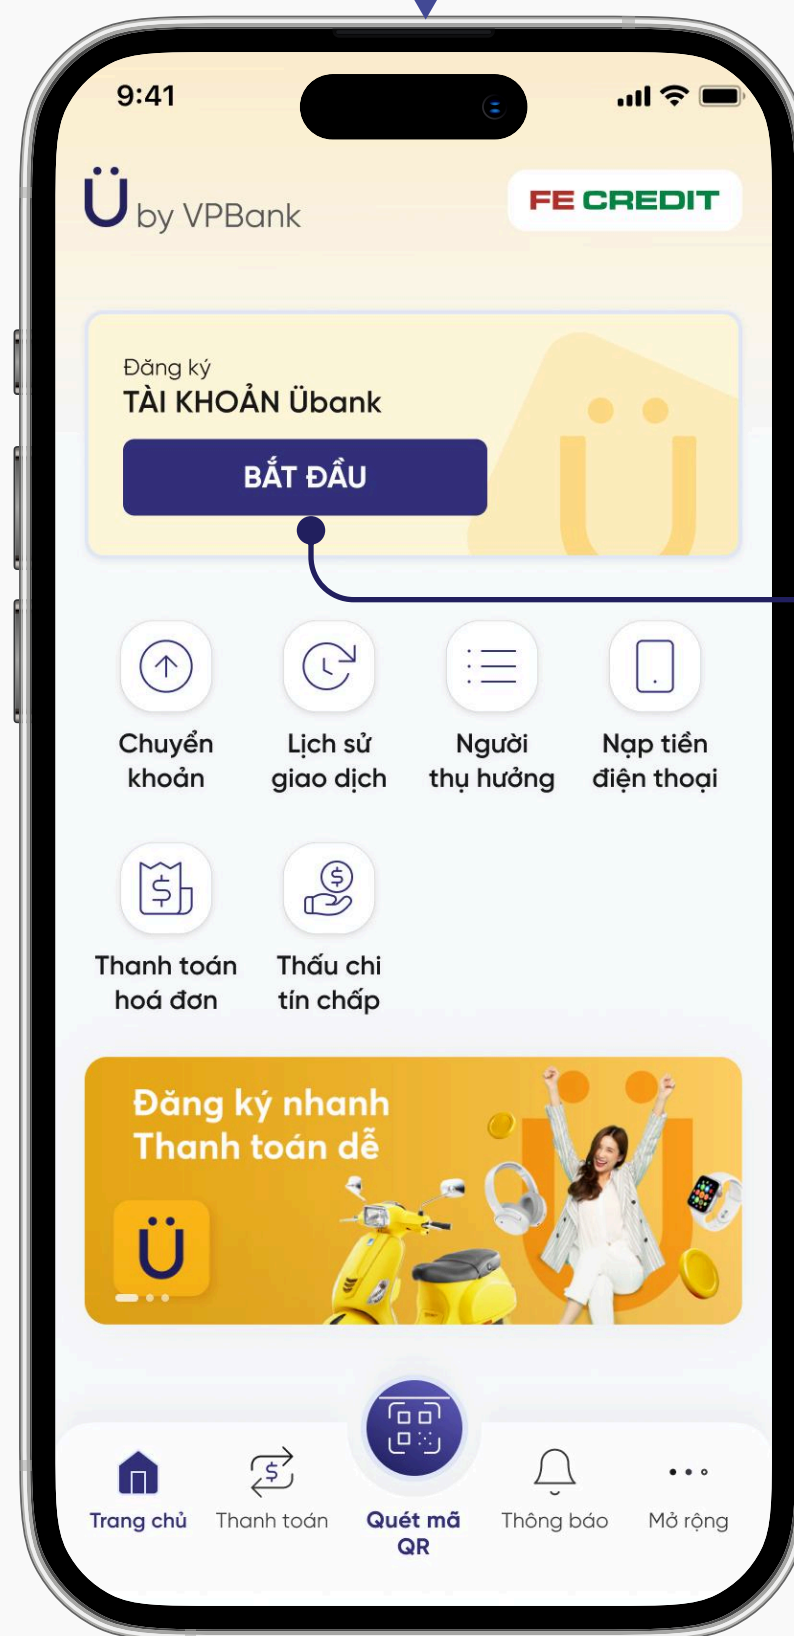 9:41
Ü by VPBank
FE CREDIT
Đăng ký
TÀI KHOẢN Übank
BẮT ĐẦU
Chuyển
khoản
Lịch sử
giao dịch
Người
thụ hưởng
Nạp tiền
điện thoại
Thanh toán
hoá đơn
Thấu chi
tín chấp
Đăng ký nhanh
Thanh toán dễ
Ü
Trang chủ
Thanh toán
Quét mã
QR
Thông báo
Mở rộng